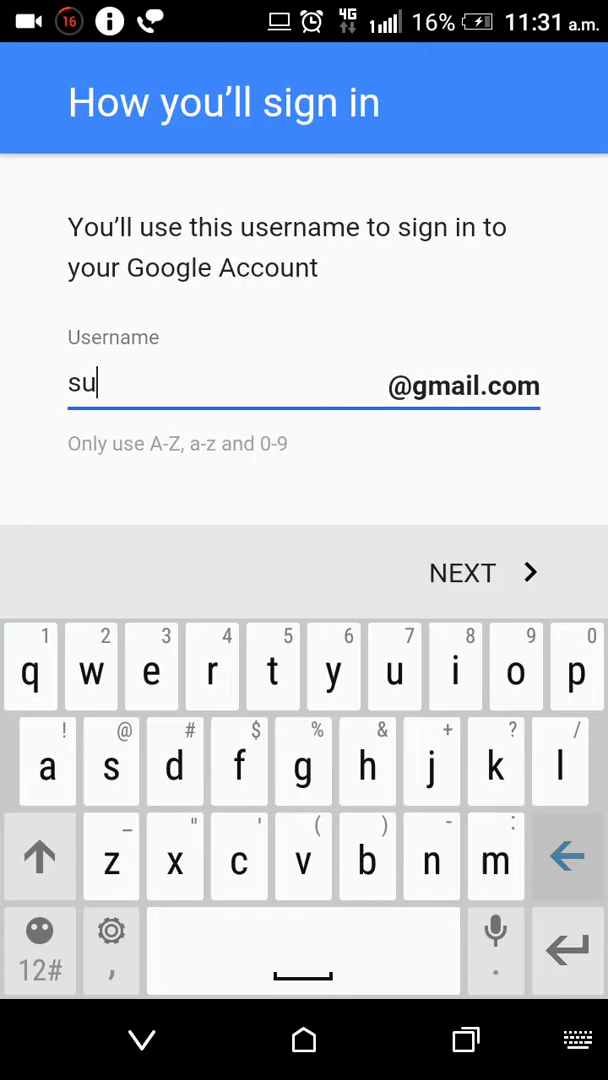 16 4G 16% 11:31 a.m.
How you'll sign in
You'll use this username to sign in to
your Google Account
Username
su @gmail.com
Only use A-Z, a-z and 0-9
NEXT
1 2 3 4 5 6 7 8 9 0
q w e r t y u i o p
! @ # $ % & + ? /
a s d f g h j k l
_ " ' ( ) - :
z x c v b n m
12# , .